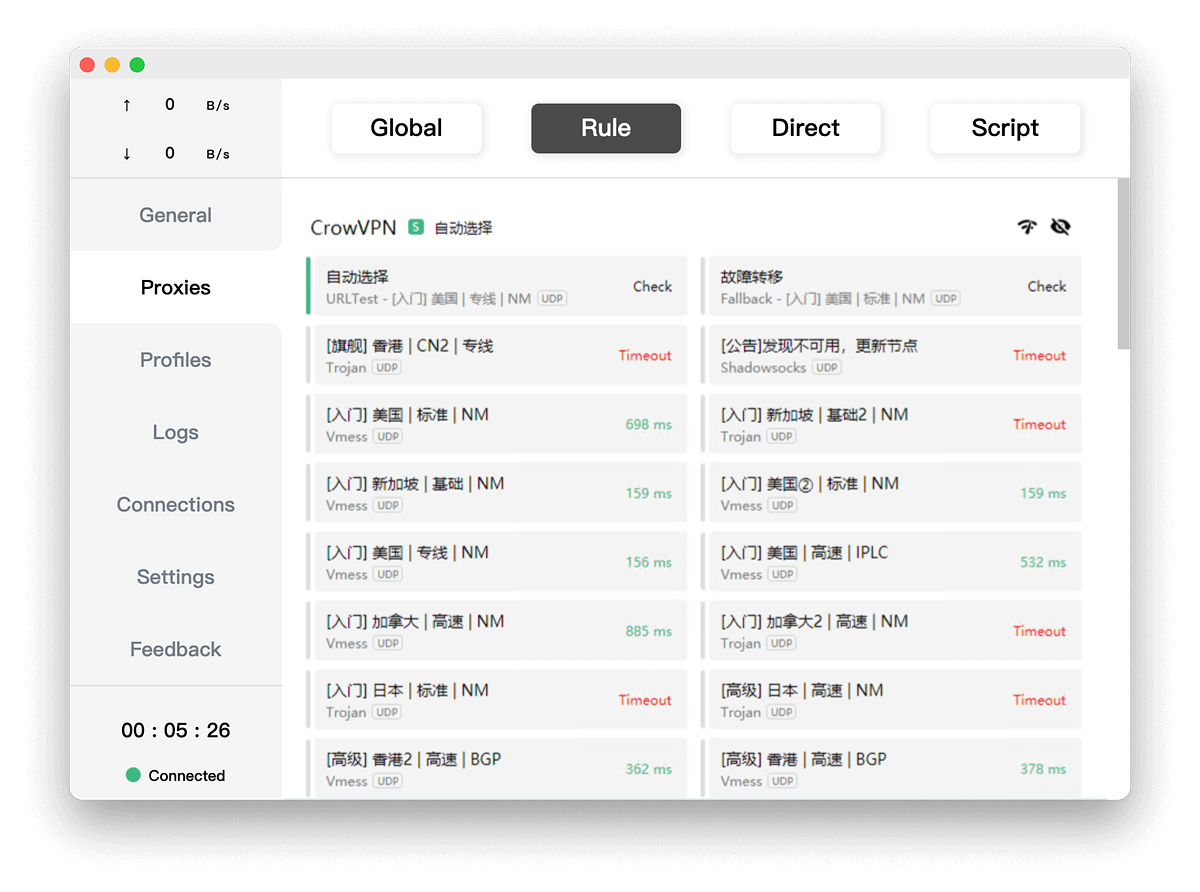 ↑ 0 B/s
↓ 0 B/s
General
Proxies
Profiles
Logs
Connections
Settings
Feedback
00 : 05 : 26
Connected
Global Rule Direct Script
CrowVPN S 自动选择
自动选择
URLTest - [入门] 美国 | 专线 | NM UDP
Check
故障转移
Fallback - [入门] 美国 | 标准 | NM UDP
Check
[旗舰] 香港 | CN2 | 专线
Trojan UDP
Timeout
[公告]发现不可用，更新节点
Shadowsocks UDP
Timeout
[入门] 美国 | 标准 | NM
Vmess UDP
698 ms
[入门] 新加坡 | 基础2 | NM
Trojan UDP
Timeout
[入门] 新加坡 | 基础 | NM
Vmess UDP
159 ms
[入门] 美国② | 标准 | NM
Vmess UDP
159 ms
[入门] 美国 | 专线 | NM
Vmess UDP
156 ms
[入门] 美国 | 高速 | IPLC
Vmess UDP
532 ms
[入门] 加拿大 | 高速 | NM
Vmess UDP
885 ms
[入门] 加拿大2 | 高速 | NM
Trojan UDP
Timeout
[入门] 日本 | 标准 | NM
Trojan UDP
Timeout
[高级] 日本 | 高速 | NM
Trojan UDP
Timeout
[高级] 香港2 | 高速 | BGP
Vmess UDP
362 ms
[高级] 香港 | 高速 | BGP
Vmess UDP
378 ms